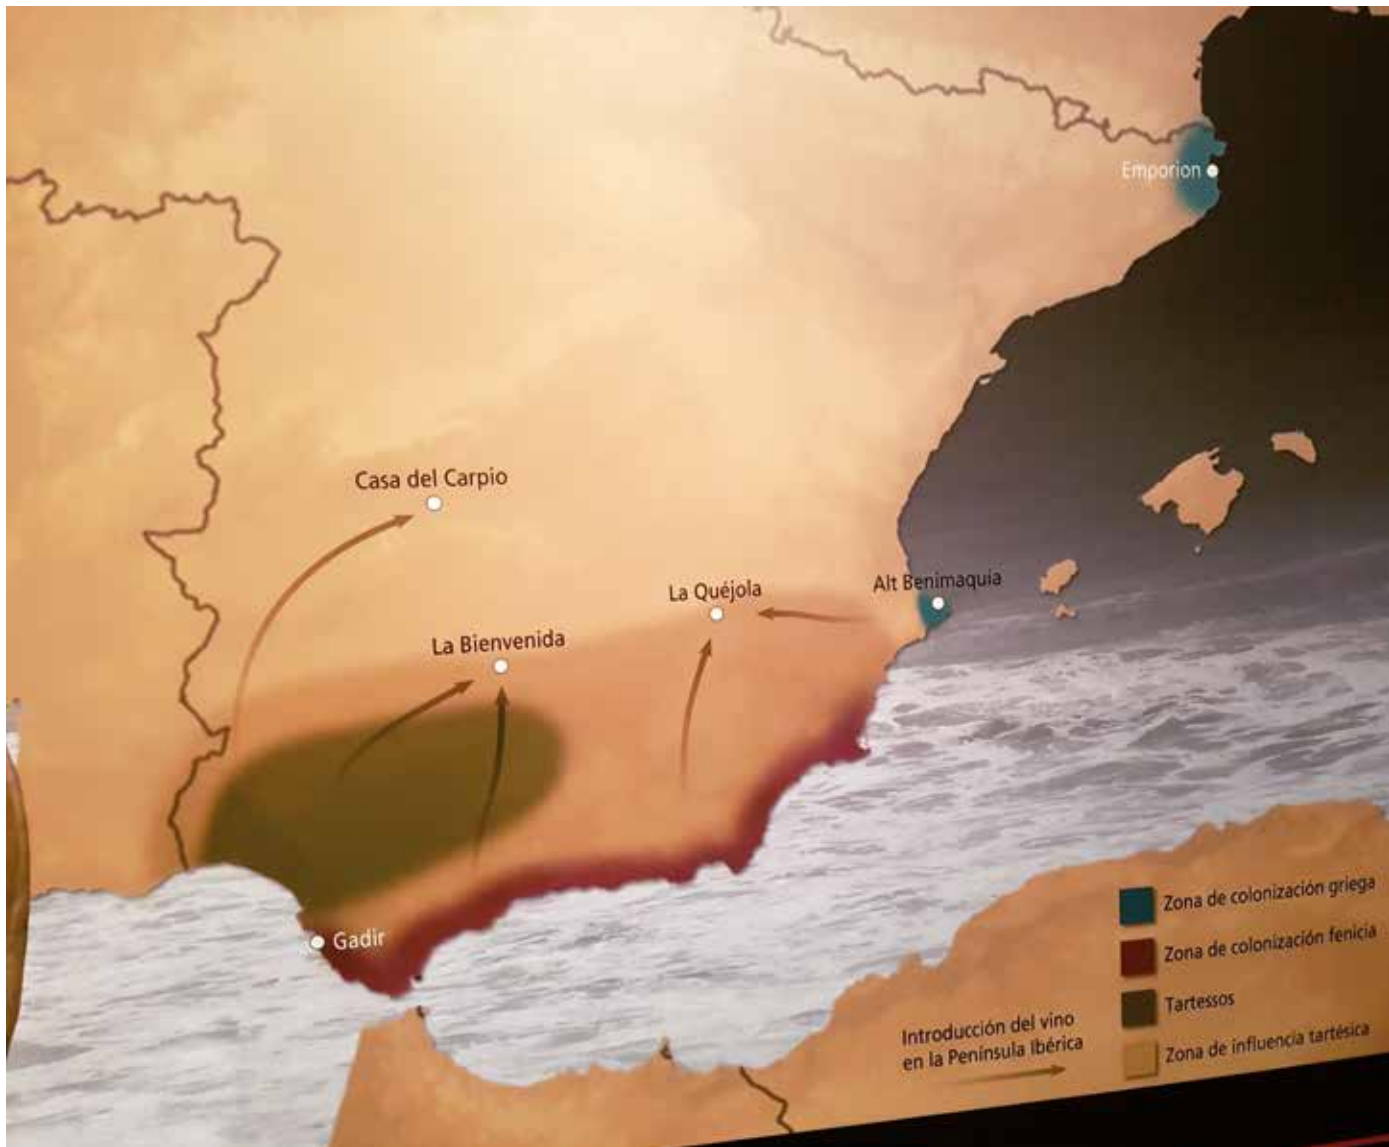 Emporion
Casa del Carpio
La Quéjola
Alt Benimaquia
La Bienvenida
Gadir
Zona de colonización griega
Zona de colonización fenicia
Tartessos
Zona de influencia tartésica
Introducción del vino
en la Península Ibérica